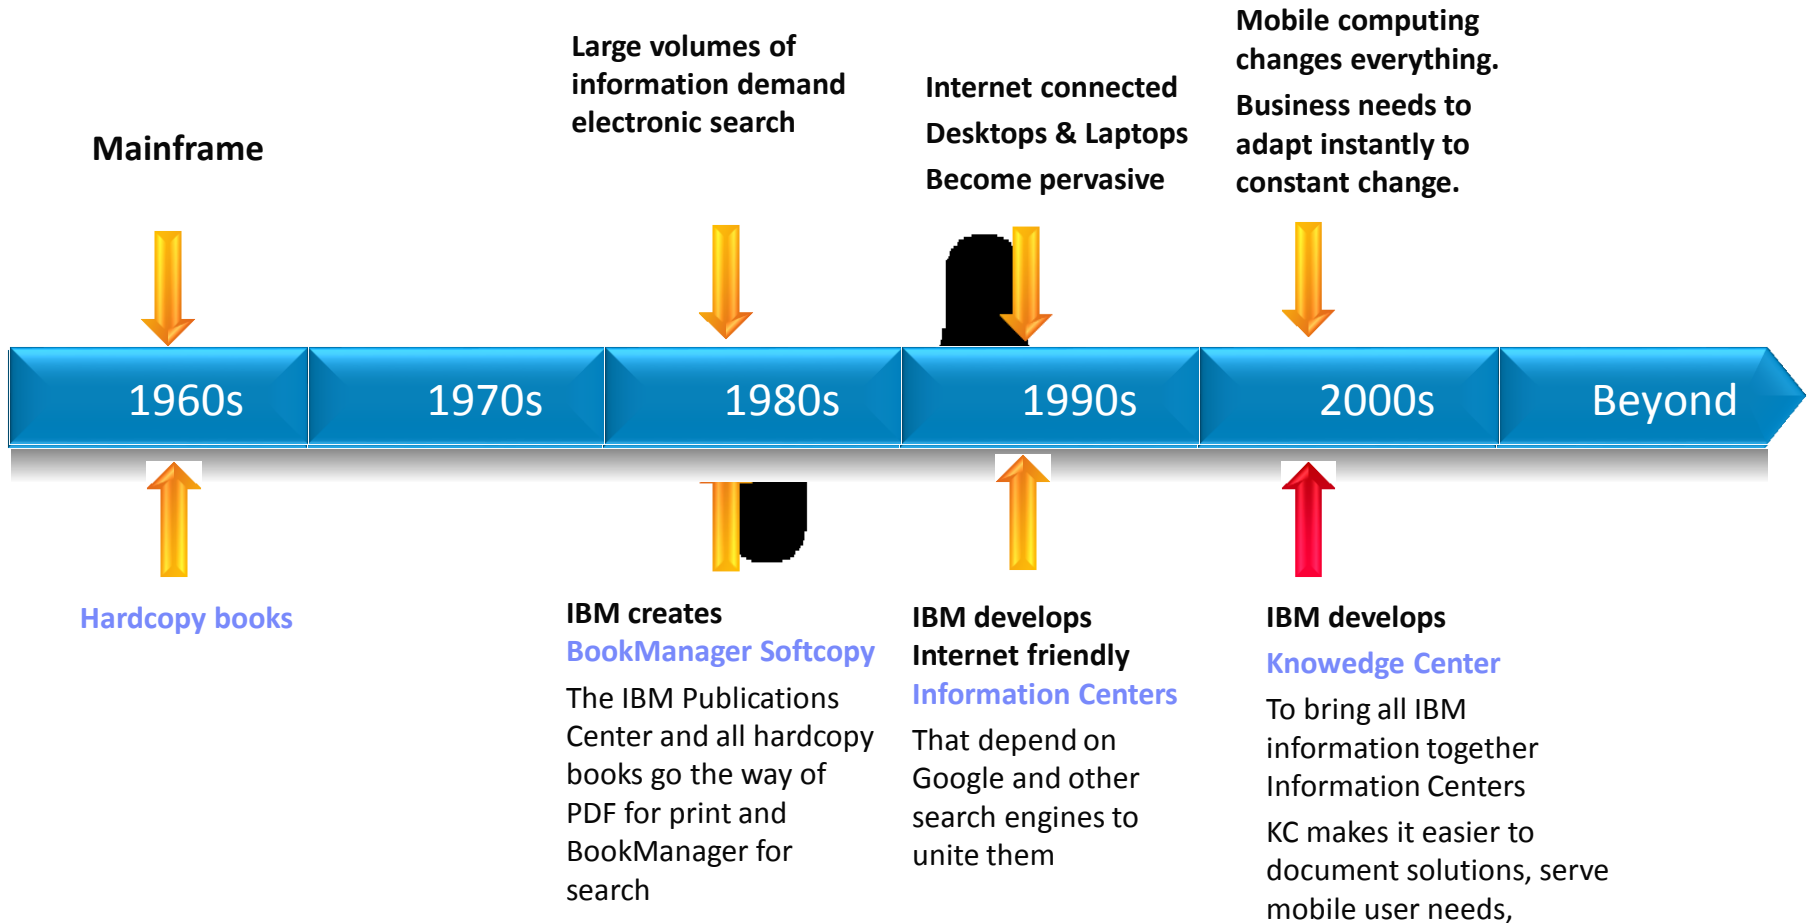 Mainframe
Large volumes of
information demand
electronic search
Internet connected
Desktops & Laptops
Become pervasive
Mobile computing
changes everything.
Business needs to
adapt instantly to
constant change.
1960s
1970s
1980s
1990s
2000s
Beyond
Hardcopy books
IBM creates
BookManager Softcopy
The IBM Publications
Center and all hardcopy
books go the way of
PDF for print and
BookManager for
search
IBM develops
Internet friendly
Information Centers
That depend on
Google and other
search engines to
unite them
IBM develops
Knowedge Center
To bring all IBM
information together
Information Centers
KC makes it easier to
document solutions, serve
mobile user needs,